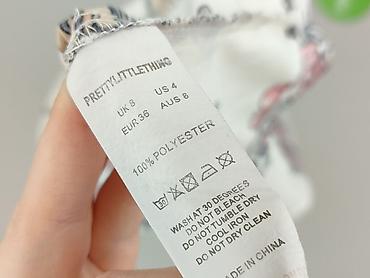 PRETTYLITTLETHING
UK 8 US 4
EUR 36 AUS 8
100% POLYESTER
WASH AT 30 DEGREES
DO NOT BLEACH
DO NOT TUMBLE DRY
COOL IRON
DO NOT DRY CLEAN
MADE IN CHINA